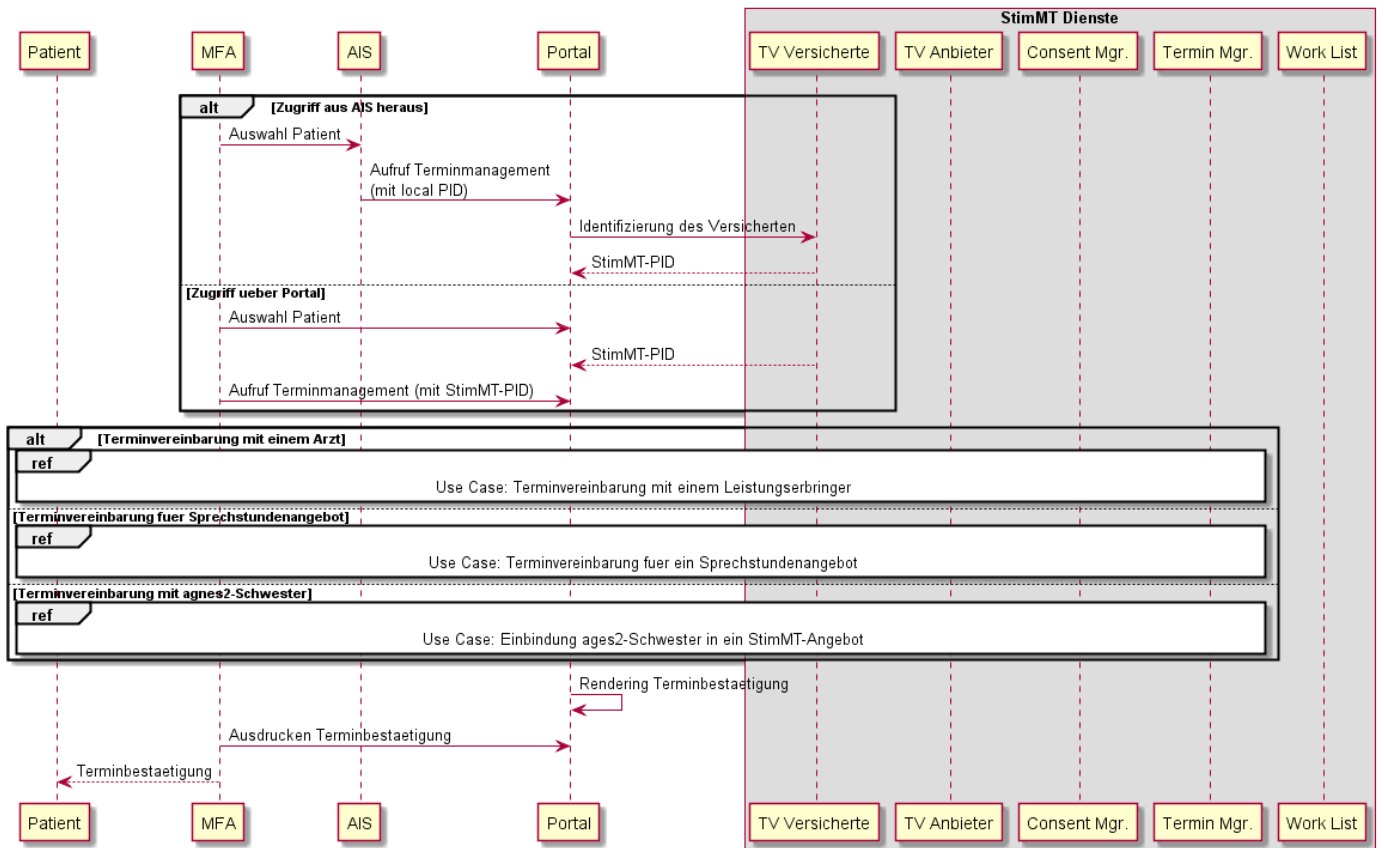 StimMT Dienste
Patient
MFA
AIS
Portal
TV Versicherte
TV Anbieter
Consent Mgr.
Termin Mgr.
Work List
alt
[Zugriff aus AIS heraus]
Auswahl Patient
Aufruf Terminmanagement
(mit local PID)
Identifizierung des Versicherten
StimMT-PID
[Zugriff ueber Portal]
Auswahl Patient
StimMT-PID
Aufruf Terminmanagement (mit StimMT-PID)
alt
[Terminvereinbarung mit einem Arzt]
ref
Use Case: Terminvereinbarung mit einem Leistungserbringer
[Terminvereinbarung fuer Sprechstundenangebot]
ref
Use Case: Terminvereinbarung fuer ein Sprechstundenangebot
[Terminvereinbarung mit agnes2-Schwester]
ref
Use Case: Einbindung ages2-Schwester in ein StimMT-Angebot
Rendering Terminbestaetigung
Ausdrucken Terminbestaetigung
Terminbestaetigung
Patient
MFA
AIS
Portal
TV Versicherte
TV Anbieter
Consent Mgr.
Termin Mgr.
Work List